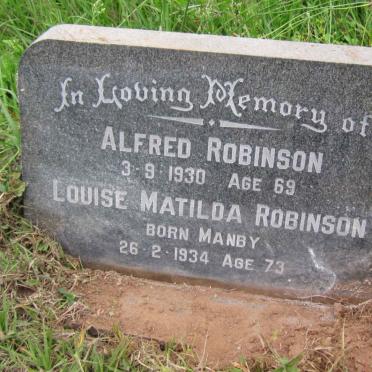 In Loving Memory of
ALFRED ROBINSON
3-9-1930 AGE 69
LOUISE MATILDA ROBINSON
BORN MANBY
26-2-1934 AGE 73